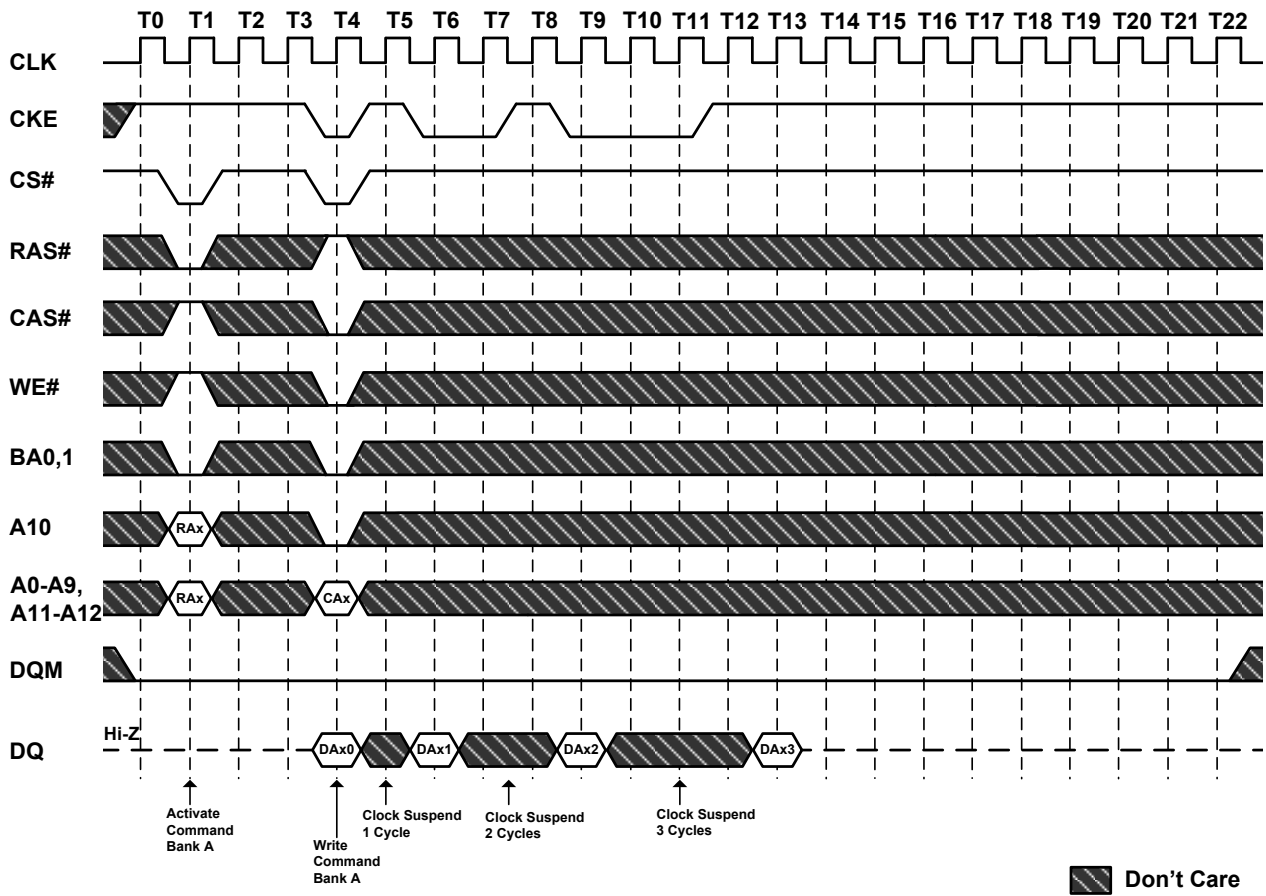 T0 T1 T2 T3 T4 T5 T6 T7 T8 T9 T10 T11 T12 T13 T14 T15 T16 T17 T18 T19 T20 T21 T22
CLK
CKE
CS#
RAS#
CAS#
WE#
BA0,1
A10 RAx
A0-A9,
A11-A12 RAx CAx
DQM
Hi-Z
DQ DAx0 DAx1 DAx2 DAx3
Activate
Command
Bank A
Write
Command
Bank A
Clock Suspend
1 Cycle
Clock Suspend
2 Cycles
Clock Suspend
3 Cycles
Don't Care